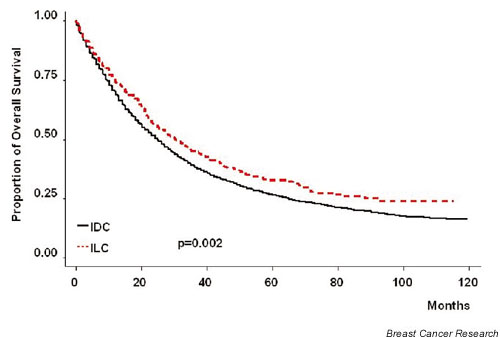 Proportion of Overall Survival
1.00
0.75
0.50
0.25
0.00
IDC
ILC
p=0.002
0 20 40 60 80 100 120
Months
Breast Cancer Research